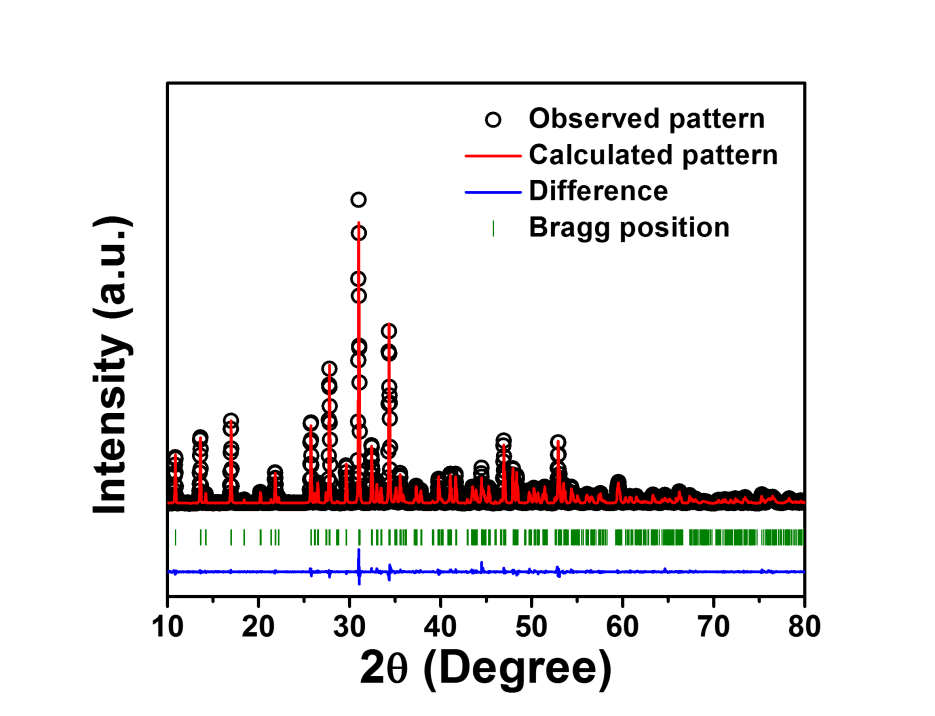 Observed pattern
Calculated pattern
Difference
Bragg position
Intensity (a.u.)
10 20 30 40 50 60 70 80
2θ (Degree)